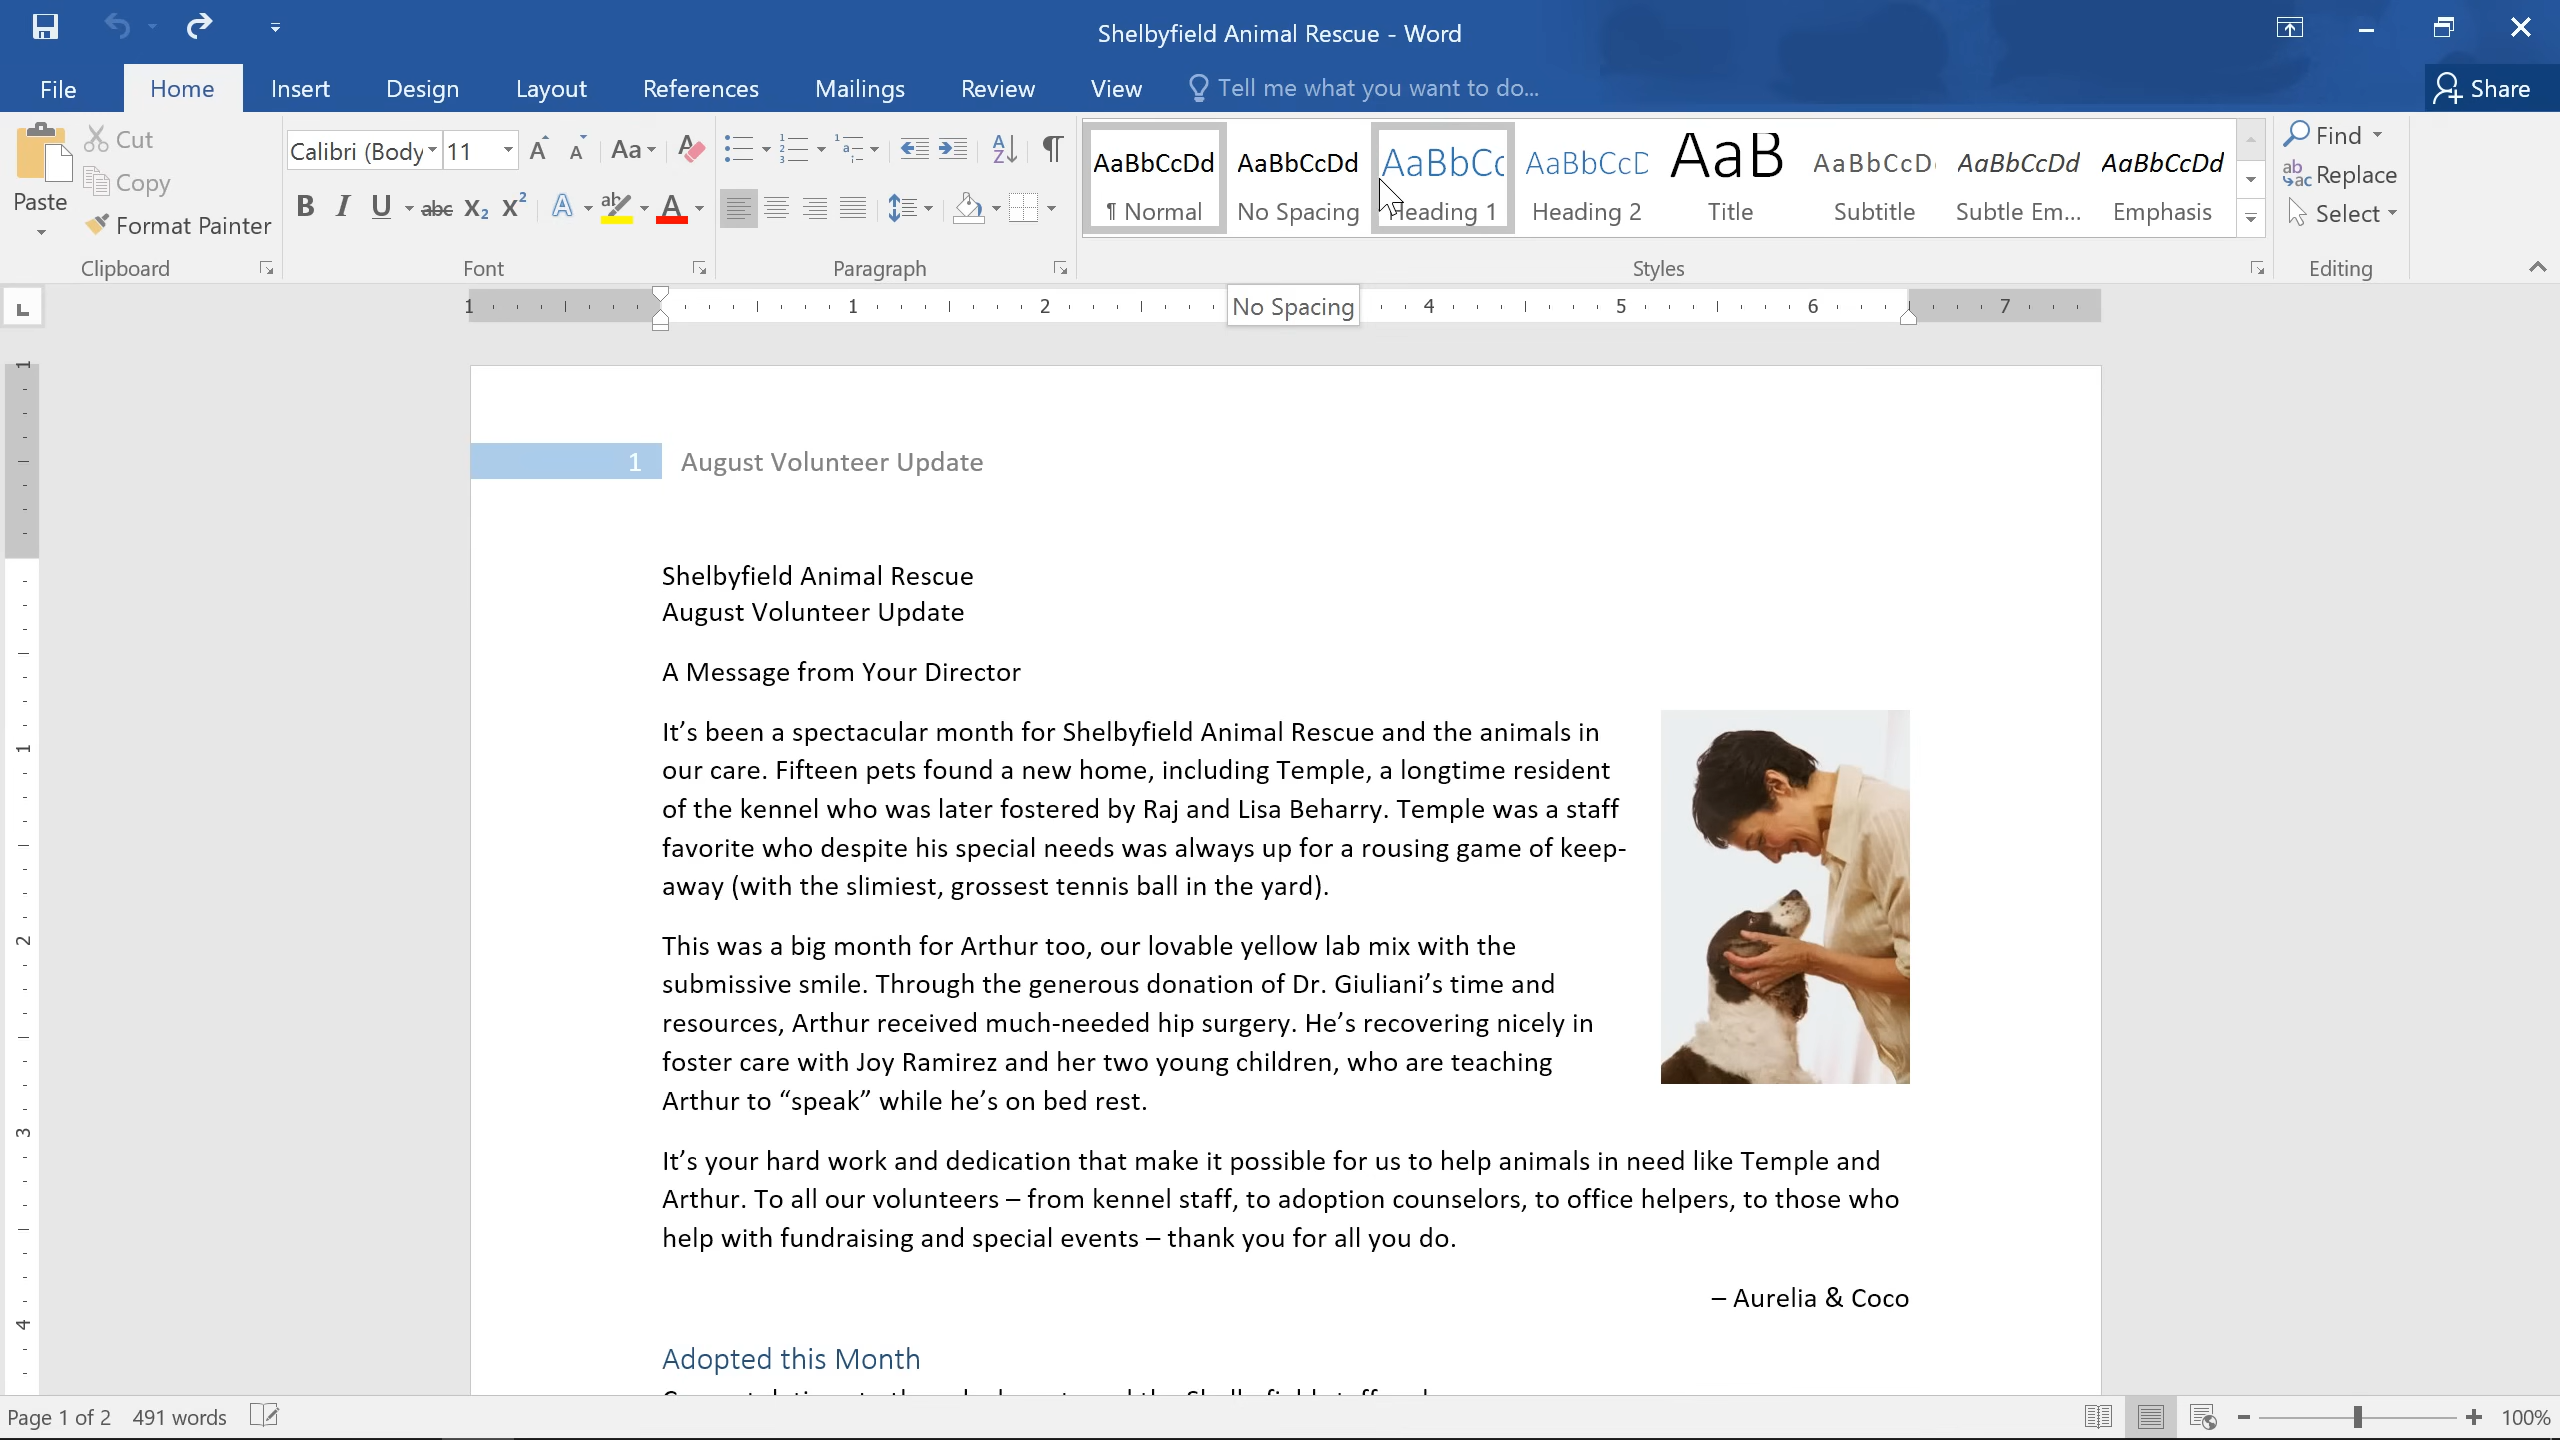 Shelbyfield Animal Rescue - Word
File Home Insert Design Layout References Mailings Review View Tell me what you want to do... Share
Paste
Cut
Copy
Format Painter
Clipboard
Calibri (Body 11
Font
Paragraph
AaBbCcDd AaBbCcDd AaBbCc AaBbCcD AaB AaBbCcD AaBbCcDd AaBbCcDd
¶ Normal No Spacing Heading 1 Heading 2 Title Subtitle Subtle Em... Emphasis
Styles
Find
Replace
Select
Editing
1 1 2 4 5 6 7
No Spacing
1 August Volunteer Update
Shelbyfield Animal Rescue
August Volunteer Update
A Message from Your Director
It’s been a spectacular month for Shelbyfield Animal Rescue and the animals in
our care. Fifteen pets found a new home, including Temple, a longtime resident
of the kennel who was later fostered by Raj and Lisa Beharry. Temple was a staff
favorite who despite his special needs was always up for a rousing game of keep-
away (with the slimiest, grossest tennis ball in the yard).
This was a big month for Arthur too, our lovable yellow lab mix with the
submissive smile. Through the generous donation of Dr. Giuliani’s time and
resources, Arthur received much-needed hip surgery. He’s recovering nicely in
foster care with Joy Ramirez and her two young children, who are teaching
Arthur to “speak” while he’s on bed rest.
It’s your hard work and dedication that make it possible for us to help animals in need like Temple and
Arthur. To all our volunteers – from kennel staff, to adoption counselors, to office helpers, to those who
help with fundraising and special events – thank you for all you do.
– Aurelia & Coco
Adopted this Month
Page 1 of 2 491 words 100%